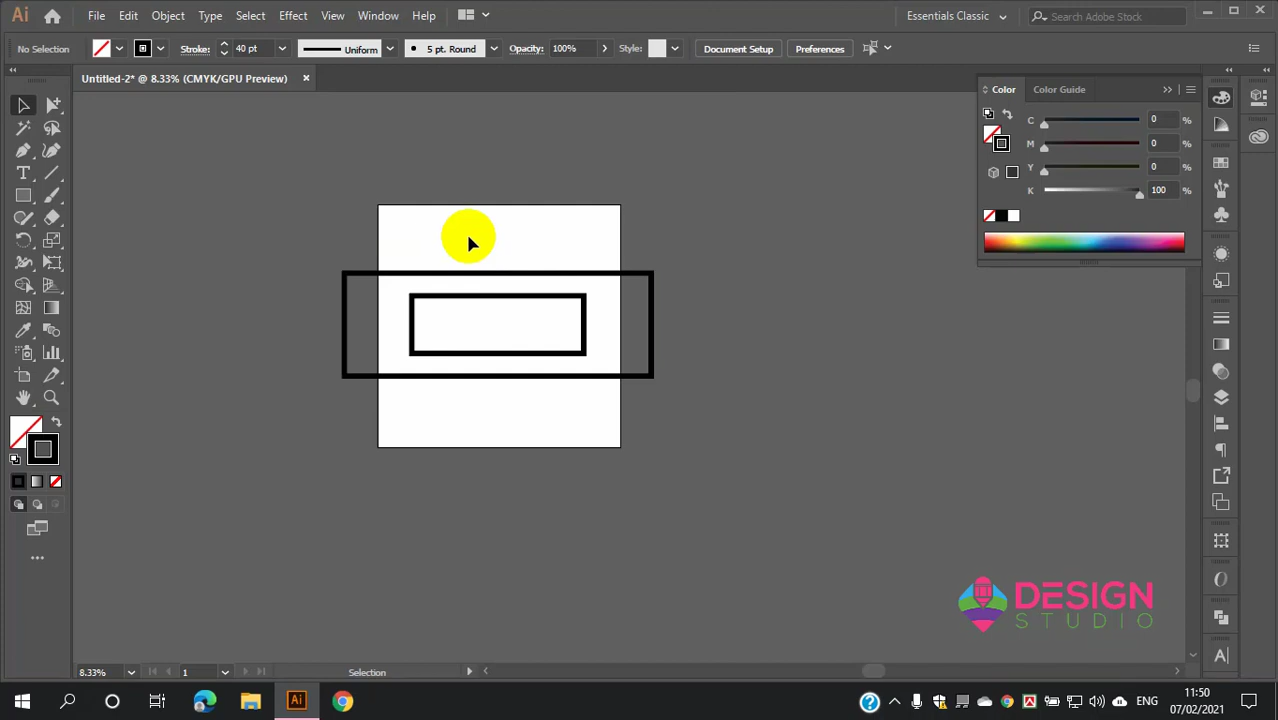 Ai File Edit Object Type Select Effect View Window Help Essentials Classic Search Adobe Stock
No Selection Stroke: 40 pt Uniform 5 pt. Round Opacity: 100% Style: Document Setup Preferences
Untitled-2* @ 8.33% (CMYK/GPU Preview)
Color Color Guide
C 0 %
M 0 %
Y 0 %
K 100 %
DESIGN
STUDIO
8.33% 1 Selection
Ai ENG 11:50
07/02/2021